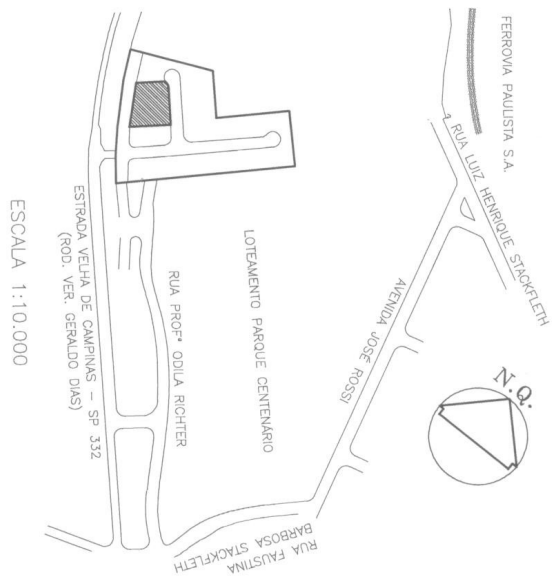 FERROVIA PAULISTA S.A.
RUA LUIZ HENRIQUE STACKFLETH
AVENIDA JOSÉ ROSSI
N.Q.
LOTEAMENTO PARQUE CENTENÁRIO
RUA PROFª ODILA RICHTER
ESTRADA VELHA DE CAMPINAS - SP 332
(ROD. VER. GERALDO DIAS)
RUA FAUSTINA
BARBOSA STACKFLETH
ESCALA 1:10.000